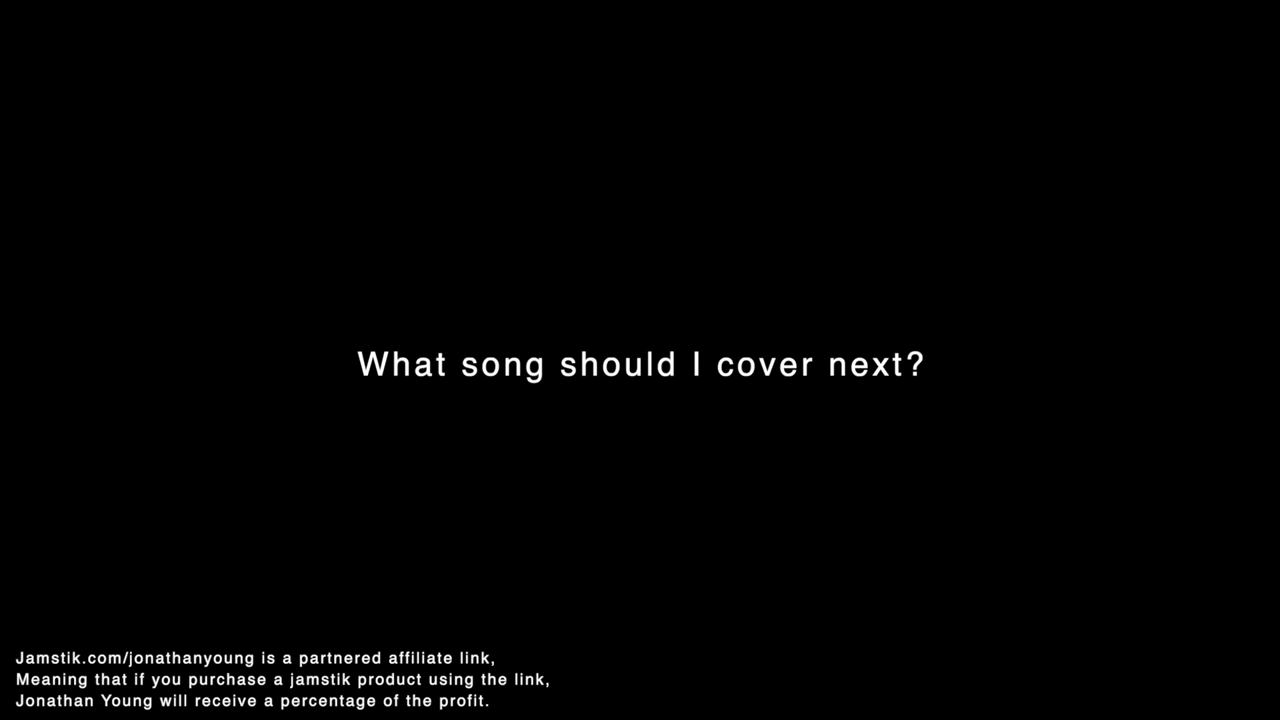 What song should I cover next?
Jamstik.com/jonathanyoung is a partnered affiliate link,
Meaning that if you purchase a jamstik product using the link,
Jonathan Young will receive a percentage of the profit.